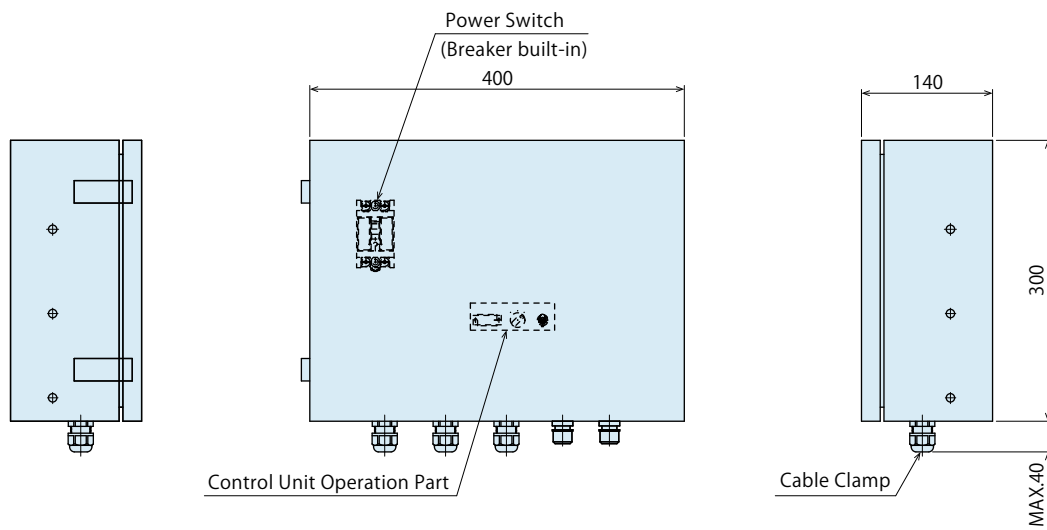 Power Switch
(Breaker built-in)
400
140
300
Control Unit Operation Part
Cable Clamp
MAX.40